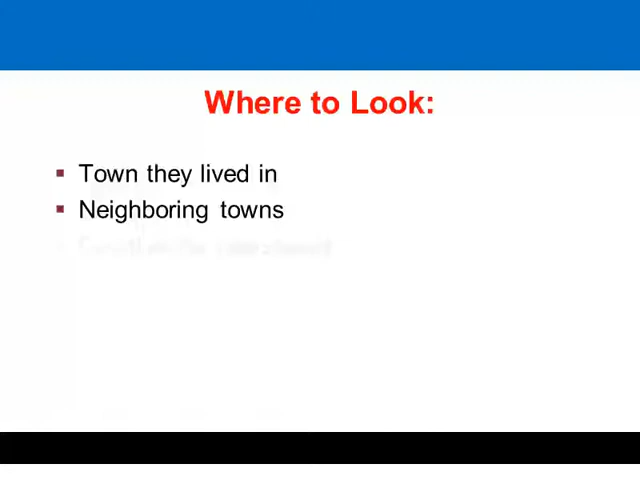 Where to Look:
▪ Town they lived in
▪ Neighboring towns